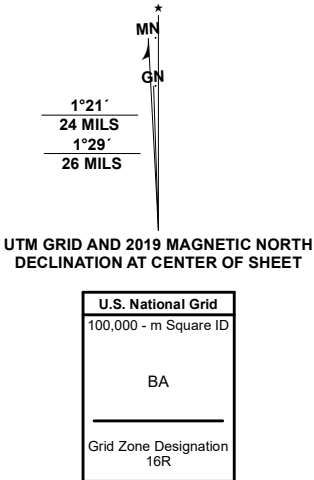 ★
MN
GN
1°21´
24 MILS
1°29´
26 MILS
UTM GRID AND 2019 MAGNETIC NORTH
DECLINATION AT CENTER OF SHEET
U.S. National Grid
100,000 - m Square ID
BA
Grid Zone Designation
16R